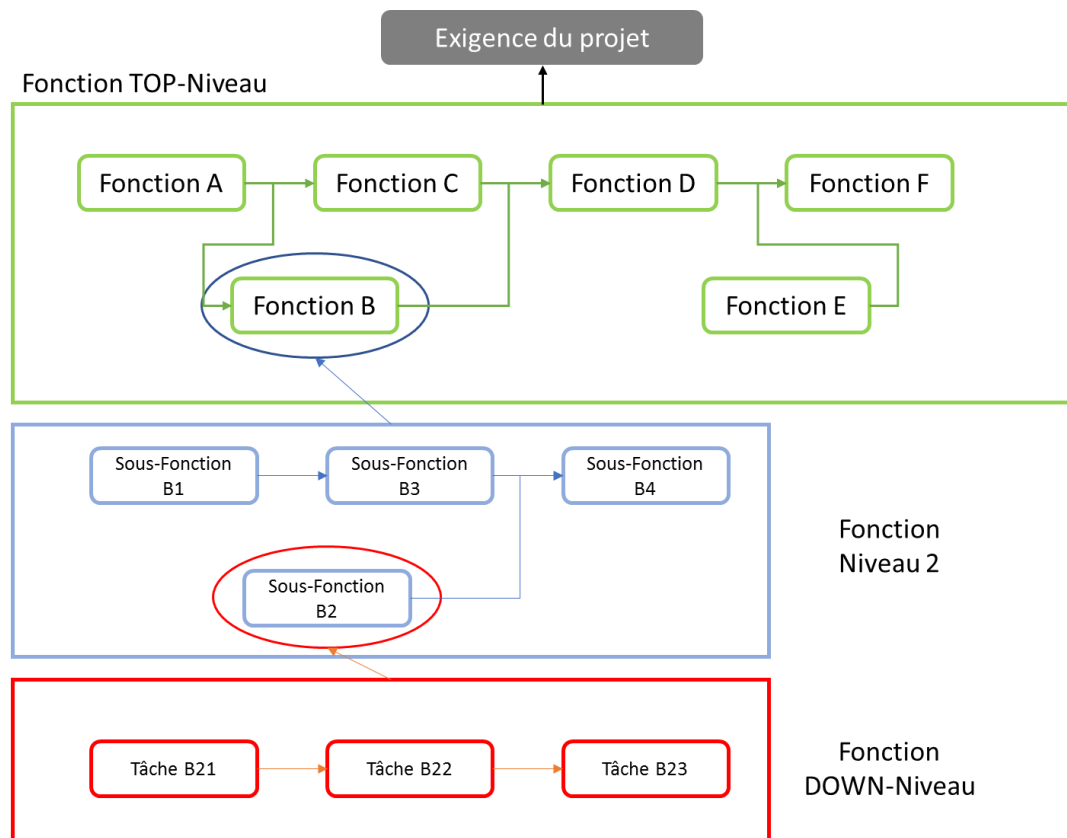 Exigence du projet
Fonction TOP-Niveau
Fonction A
Fonction C
Fonction D
Fonction F
Fonction B
Fonction E
Sous-Fonction
B1
Sous-Fonction
B3
Sous-Fonction
B4
Sous-Fonction
B2
Fonction
Niveau 2
Tâche B21
Tâche B22
Tâche B23
Fonction
DOWN-Niveau